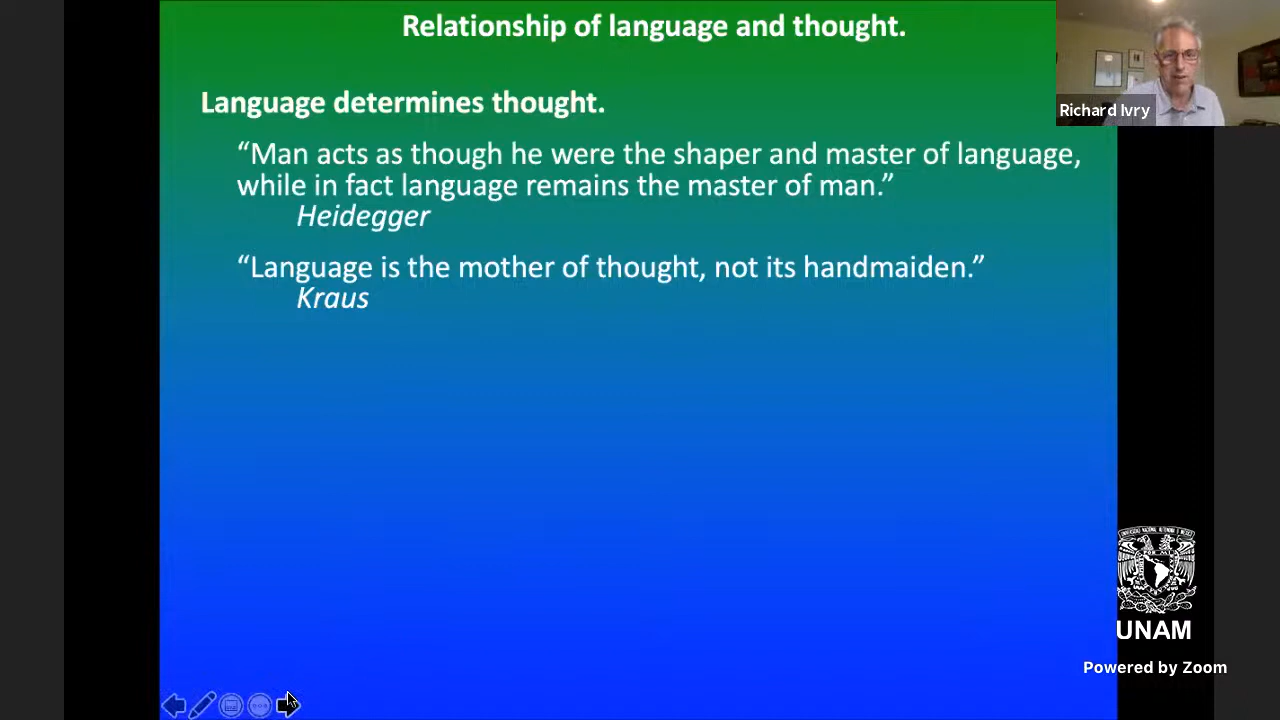 Relationship of language and thought.
Richard Ivry
Language determines thought.
“Man acts as though he were the shaper and master of language,
while in fact language remains the master of man.”
Heidegger
“Language is the mother of thought, not its handmaiden.”
Kraus
UNAM
Powered by Zoom